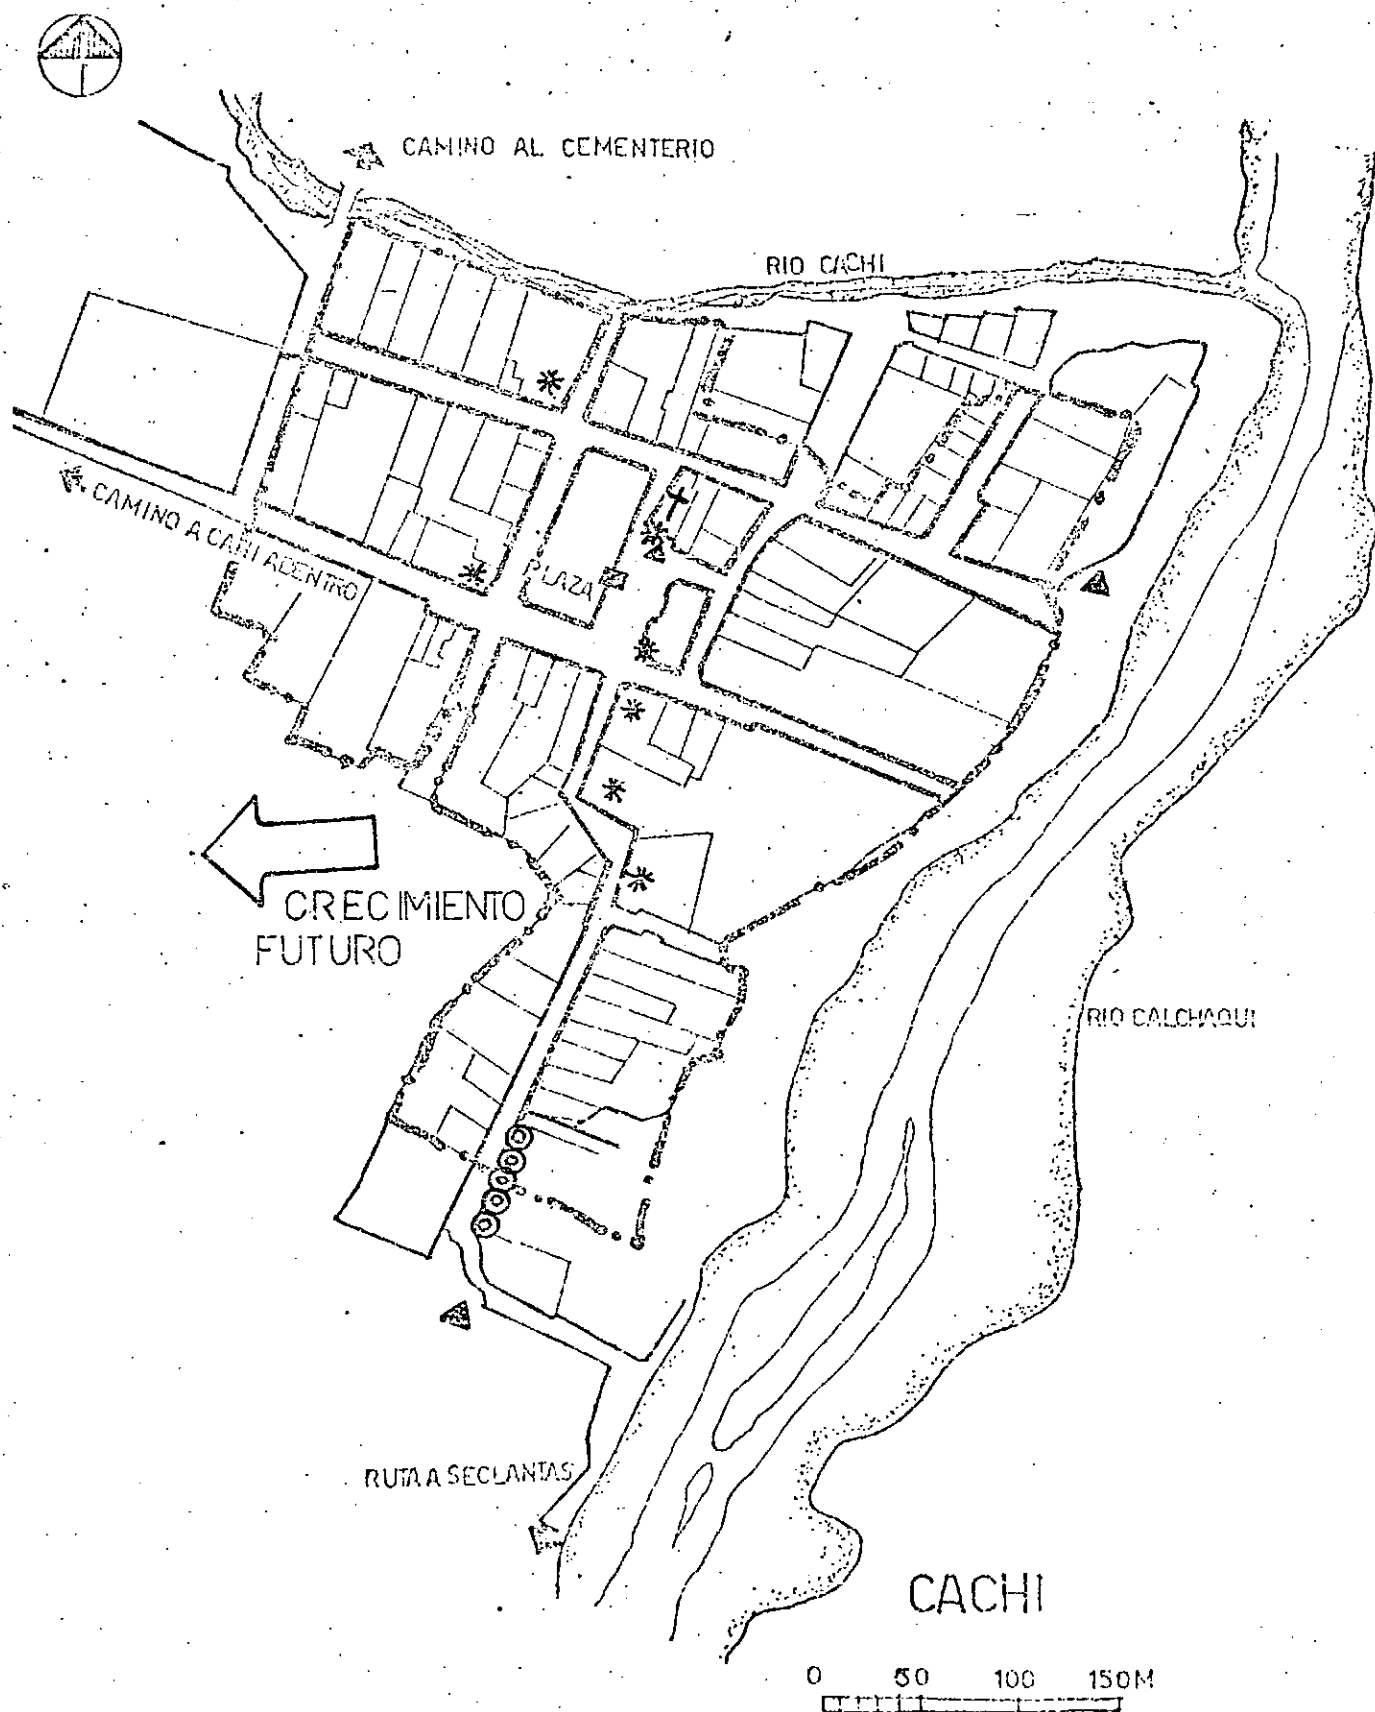 CAMINO AL CEMENTERIO
RIO CACHI
CAMINO A CAHI ADENTRO
PLAZA
CRECIMIENTO
FUTURO
RIO CALCHAQUI
RUTA A SECLANTAS
CACHI
0 50 100 150M